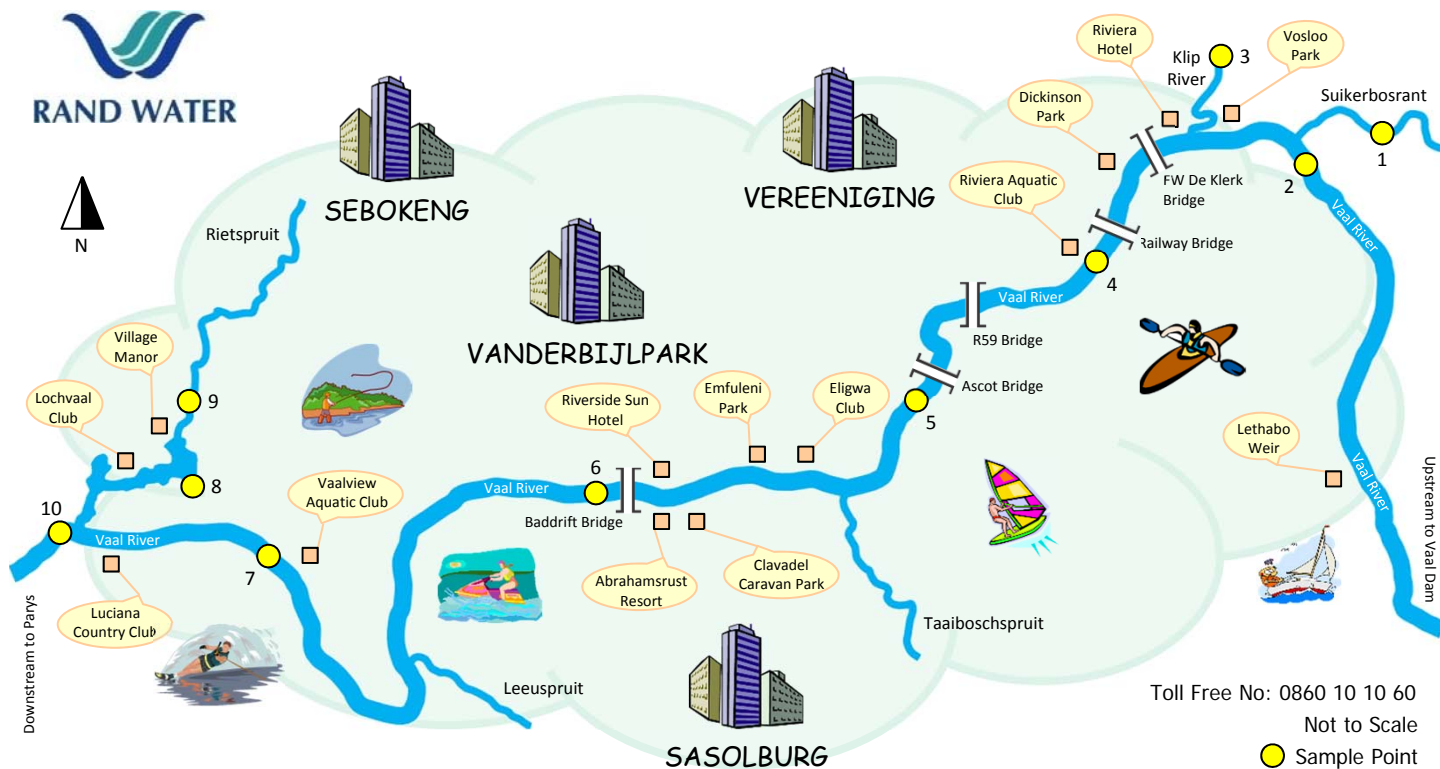 RAND WATER
N
SEBOKENG
VEREENIGING
VANDERBIJLPARK
SASOLBURG
Riviera
Hotel
Klip
River
3
Vosloo
Park
Suikerbosrant
1
2
Dickinson
Park
FW De Klerk
Bridge
Riviera Aquatic
Club
Railway Bridge
4
Vaal River
Vaal River
R59 Bridge
Ascot Bridge
5
Rietspruit
Village
Manor
Lochvaal
Club
9
8
10
Vaalview
Aquatic Club
Vaal River
7
Luciana
Country Club
Riverside Sun
Hotel
Emfuleni
Park
Eligwa
Club
6
Vaal River
Baddrift Bridge
Abrahamsrust
Resort
Clavadel
Caravan Park
Taaiboschspruit
Leeuspruit
Lethabo
Weir
Vaal River
Upstream to Vaal Dam
Downstream to Parys
Toll Free No: 0860 10 10 60
Not to Scale
Sample Point